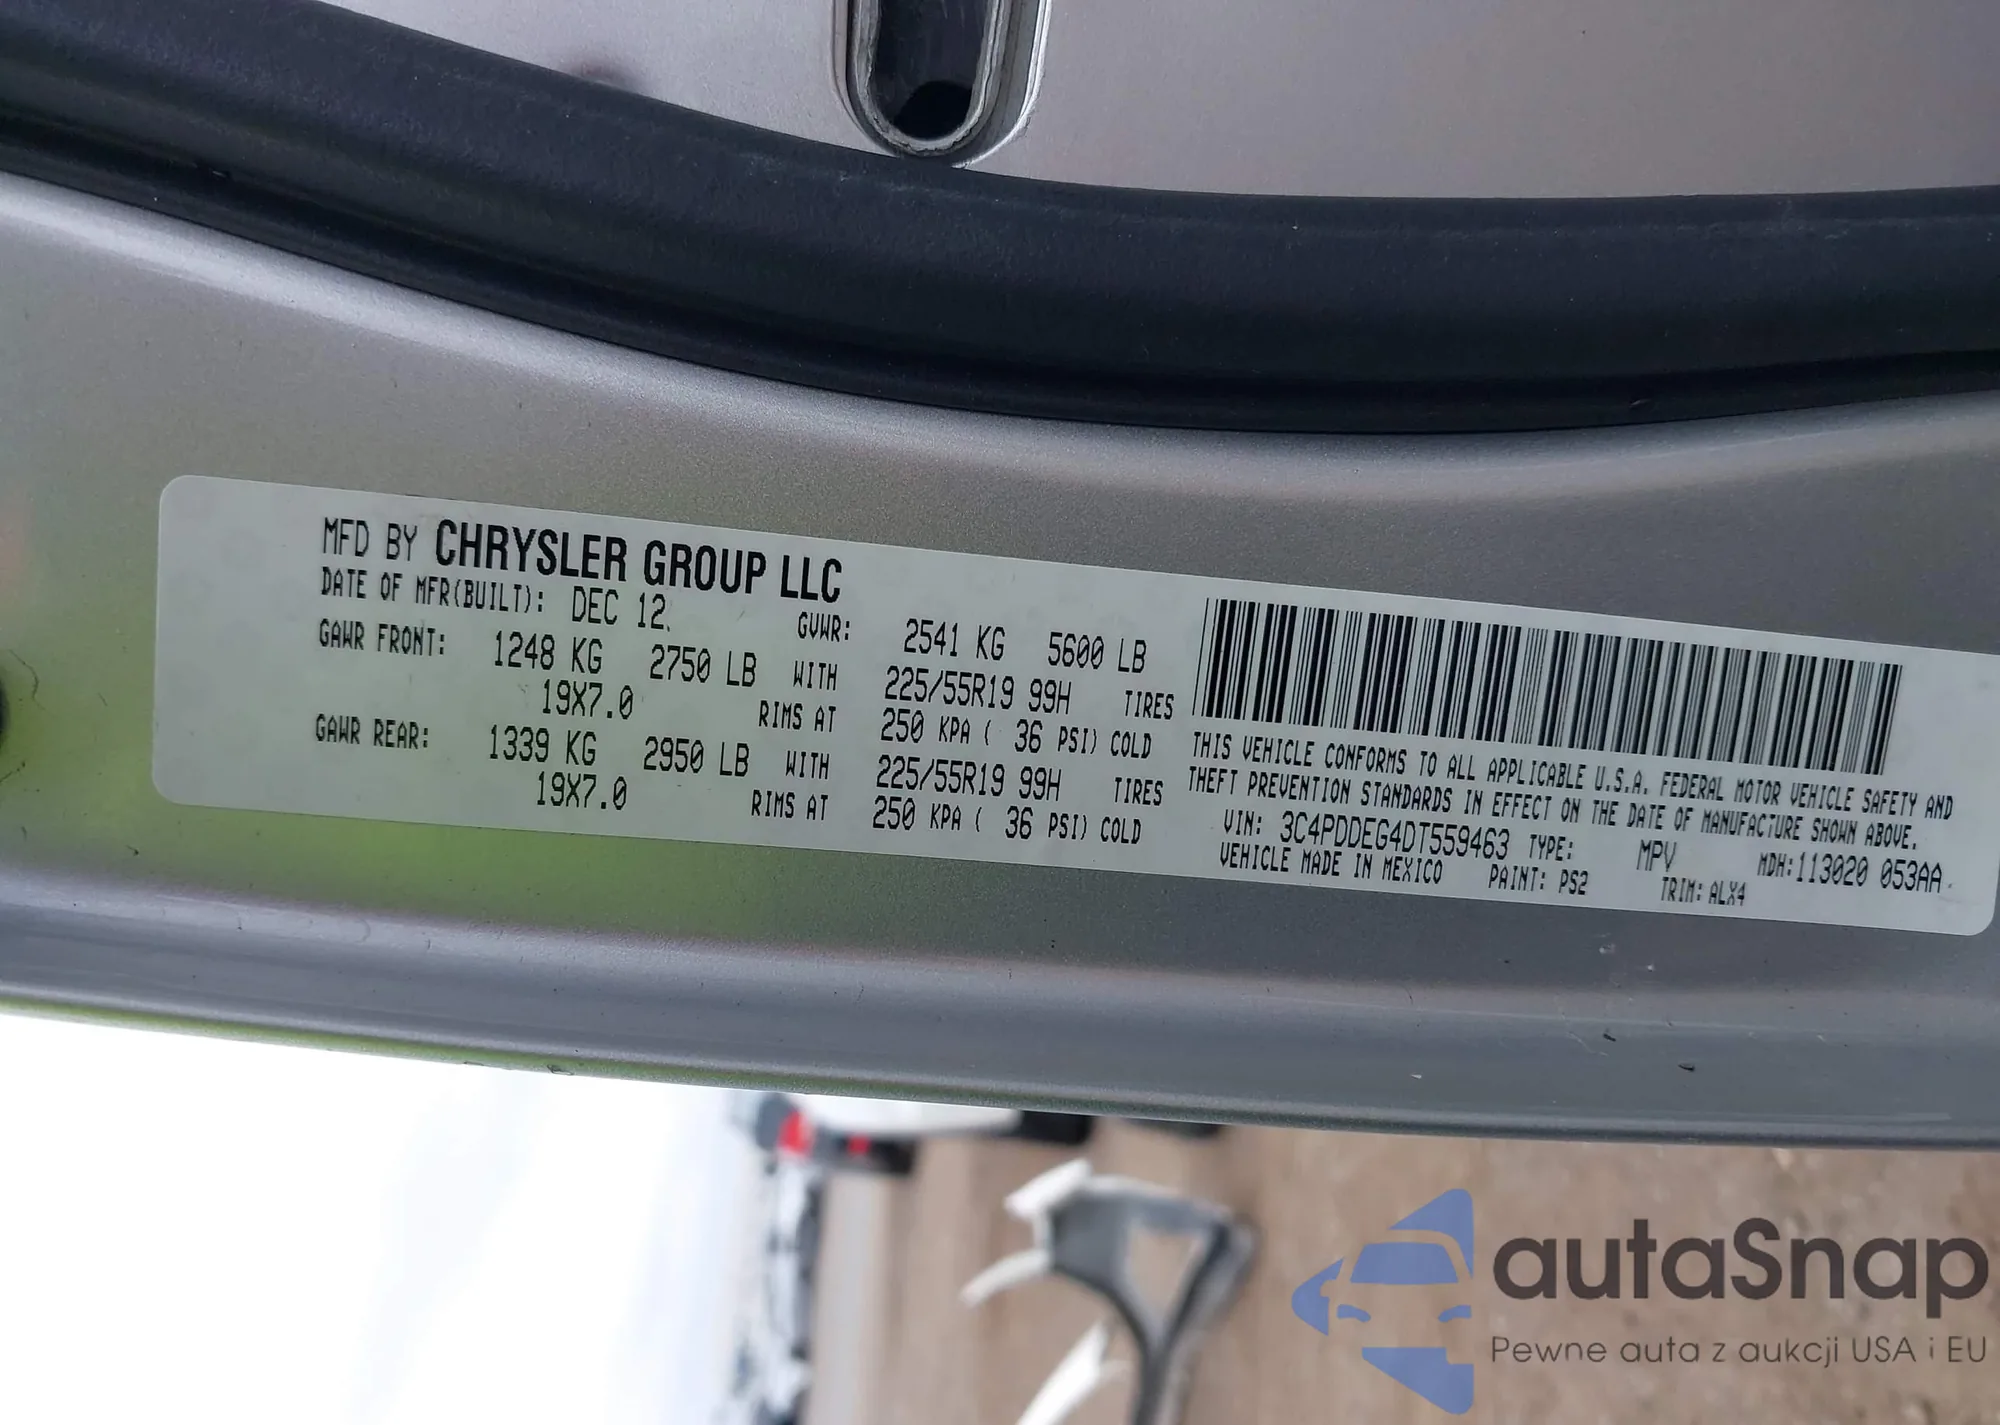 MFD BY CHRYSLER GROUP LLC
DATE OF MFR(BUILT): DEC 12. GVWR: 2541 KG 5600 LB
GAWR FRONT: 1248 KG 2750 LB WITH 225/55R19 99H TIRES
19X7.0 RIMS AT 250 KPA ( 36 PSI) COLD
GAWR REAR: 1339 KG 2950 LB WITH 225/55R19 99H TIRES
19X7.0 RIMS AT 250 KPA ( 36 PSI) COLD
THIS VEHICLE CONFORMS TO ALL APPLICABLE U.S.A. FEDERAL MOTOR VEHICLE SAFETY AND
THEFT PREVENTION STANDARDS IN EFFECT ON THE DATE OF MANUFACTURE SHOWN ABOVE.
VIN: 3C4PDDEG4DT559463 TYPE: MPV MDH:113020 053AA
VEHICLE MADE IN MEXICO PAINT: PS2 TRIM: ALX4
autaSnap
Pewne auta z aukcji USA i EU